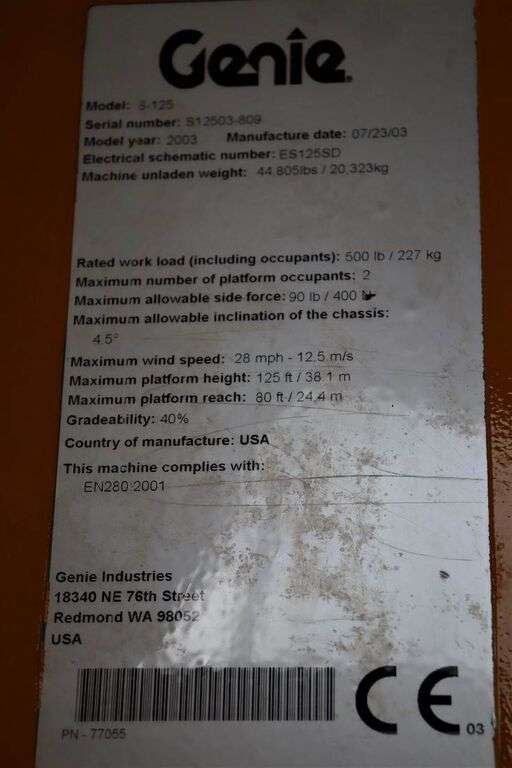 Genie
Model: S-125
Serial number: S12503-809
Model year: 2003 Manufacture date: 07/23/03
Electrical schematic number: ES125SD
Machine unladen weight: 44,805lbs / 20,323kg
Rated work load (including occupants): 500 lb / 227 kg
Maximum number of platform occupants: 2
Maximum allowable side force: 90 lb / 400 N
Maximum allowable inclination of the chassis:
4.5°
Maximum wind speed: 28 mph - 12.5 m/s
Maximum platform height: 125 ft / 38.1 m
Maximum platform reach: 80 ft / 24.4 m
Gradeability: 40%
Country of manufacture: USA
This machine complies with:
EN280:2001
Genie Industries
18340 NE 76th Street
Redmond WA 98052
USA
PN - 77055
CE 03